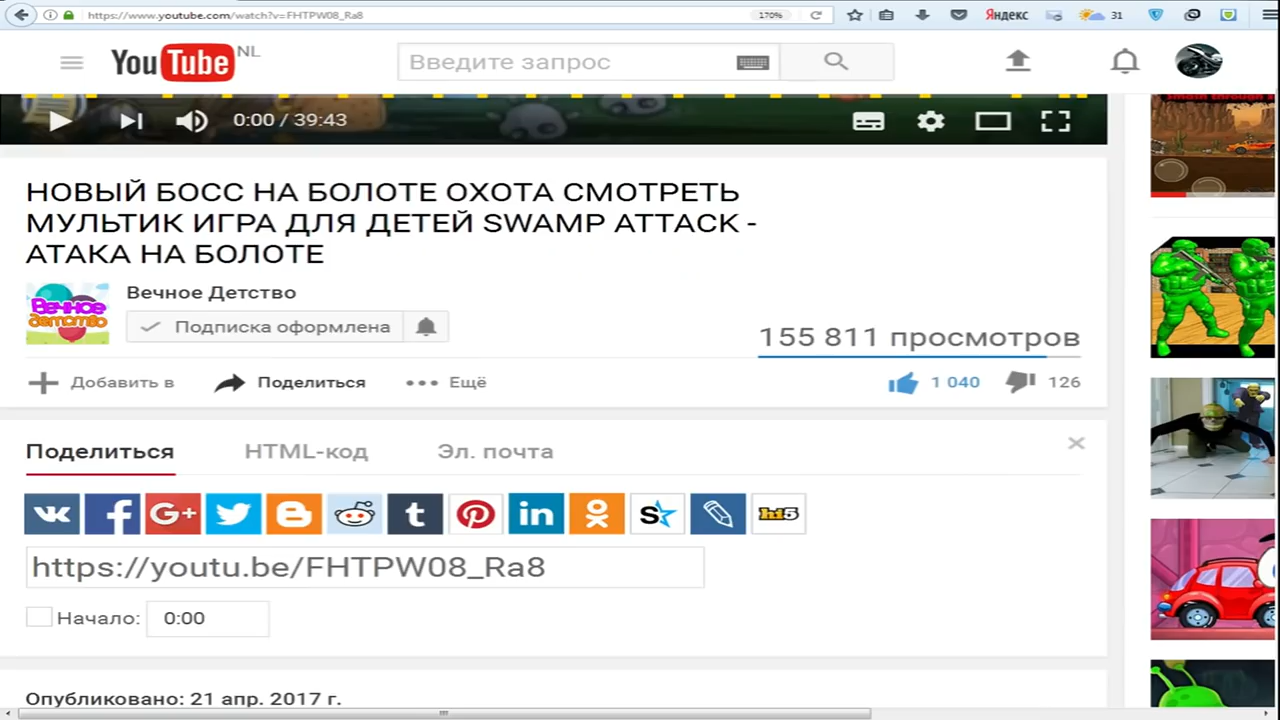 https://www.youtube.com/watch?v=FHTPW08_Ra8
170%
Яндекс
31
YouTube NL
Введите запрос
0:00 / 39:43
НОВЫЙ БОСС НА БОЛОТЕ ОХОТА СМОТРЕТЬ
МУЛЬТИК ИГРА ДЛЯ ДЕТЕЙ SWAMP ATTACK -
АТАКА НА БОЛОТЕ
Вечное Детство
Вечное
детство
Подписка оформлена
155 811 просмотров
Добавить в
Поделиться
Ещё
1 040
126
Поделиться
HTML-код
Эл. почта
hi5
https://youtu.be/FHTPW08_Ra8
Начало:
0:00
Опубликовано: 21 апр. 2017 г.